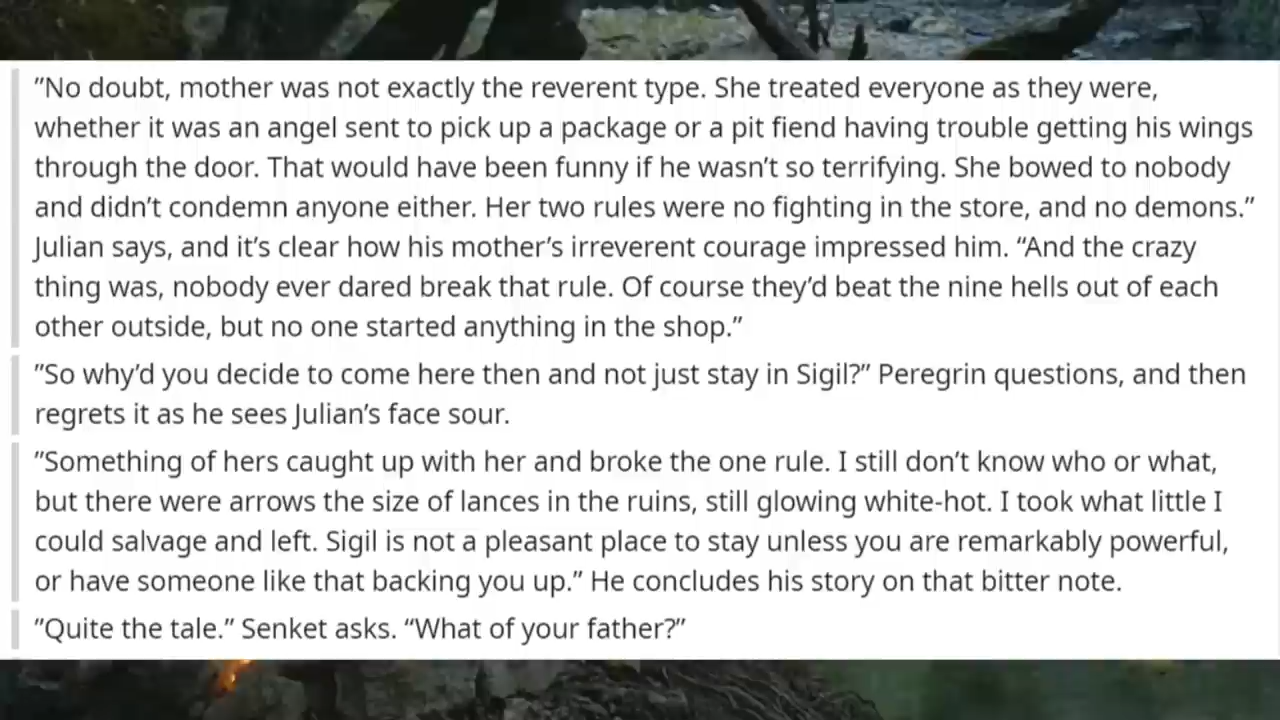 ”No doubt, mother was not exactly the reverent type. She treated everyone as they were,
whether it was an angel sent to pick up a package or a pit fiend having trouble getting his wings
through the door. That would have been funny if he wasn’t so terrifying. She bowed to nobody
and didn’t condemn anyone either. Her two rules were no fighting in the store, and no demons.”
Julian says, and it’s clear how his mother’s irreverent courage impressed him. “And the crazy
thing was, nobody ever dared break that rule. Of course they’d beat the nine hells out of each
other outside, but no one started anything in the shop.”
”So why’d you decide to come here then and not just stay in Sigil?” Peregrin questions, and then
regrets it as he sees Julian’s face sour.
”Something of hers caught up with her and broke the one rule. I still don’t know who or what,
but there were arrows the size of lances in the ruins, still glowing white-hot. I took what little I
could salvage and left. Sigil is not a pleasant place to stay unless you are remarkably powerful,
or have someone like that backing you up.” He concludes his story on that bitter note.
”Quite the tale.” Senket asks. “What of your father?”